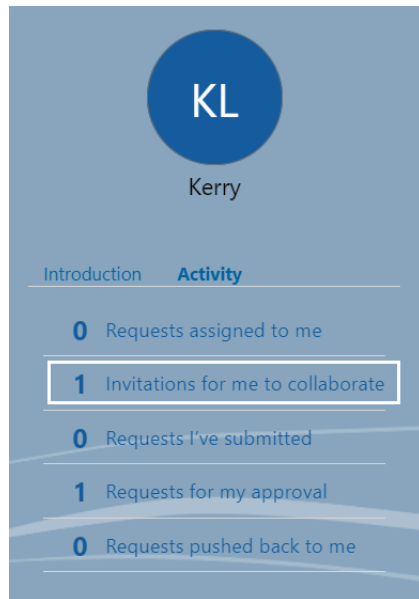 KL
Kerry
Introduction Activity
0 Requests assigned to me
1 Invitations for me to collaborate
0 Requests I've submitted
1 Requests for my approval
0 Requests pushed back to me